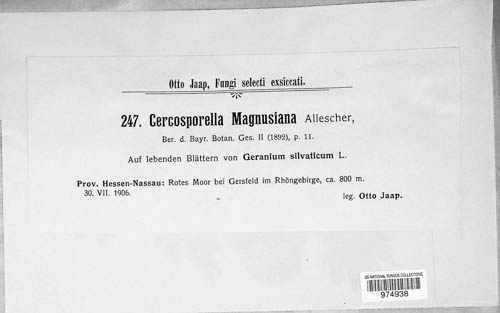 Otto Jaap, Fungi selecti exsiccati.
247. Cercosporella Magnusiana Allescher,
Ber. d. Bayr. Botan. Ges. II (1892), p. 11.
Auf lebenden Blättern von Geranium silvaticum L.
Prov. Hessen-Nassau: Rotes Moor bei Gersfeld im Rhöngebirge, ca. 800 m.
30. VII. 1906.
leg. Otto Jaap.
US NATIONAL FUNGUS COLLECTIONS
974938